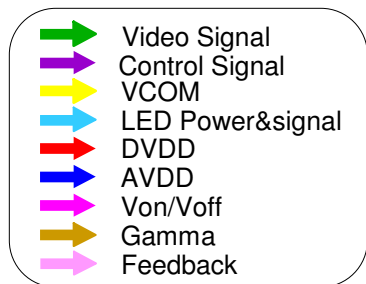 Video Signal
Control Signal
VCOM
LED Power&signal
DVDD
AVDD
Von/Voff
Gamma
Feedback